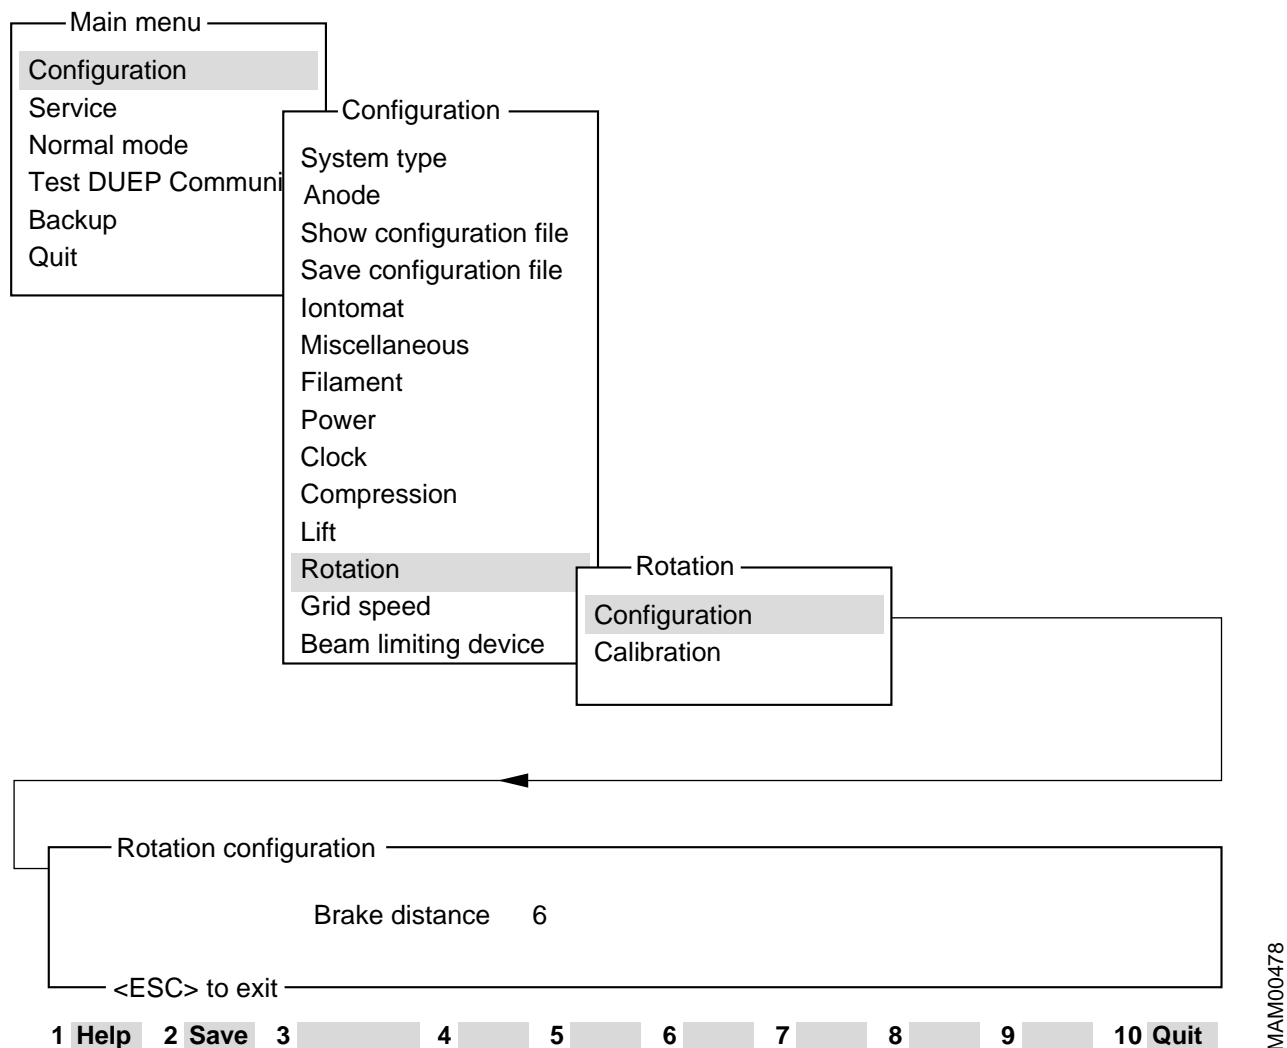 Main menu
Configuration
Service
Normal mode
Test DUEP Communi
Backup
Quit
Configuration
System type
Anode
Show configuration file
Save configuration file
Iontomat
Miscellaneous
Filament
Power
Clock
Compression
Lift
Rotation
Grid speed
Beam limiting device
Rotation
Configuration
Calibration
Rotation configuration
Brake distance 6
<ESC> to exit
1 Help 2 Save 3 4 5 6 7 8 9 10 Quit
MAM00478